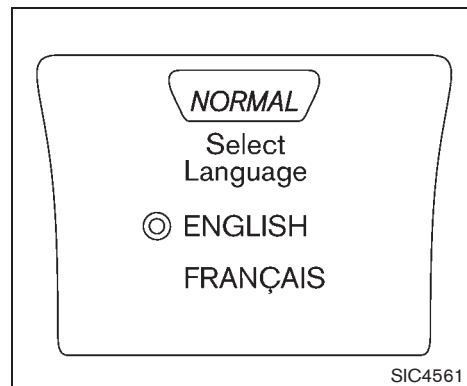 NORMAL
Select
Language
ENGLISH
FRANÇAIS
SIC4561